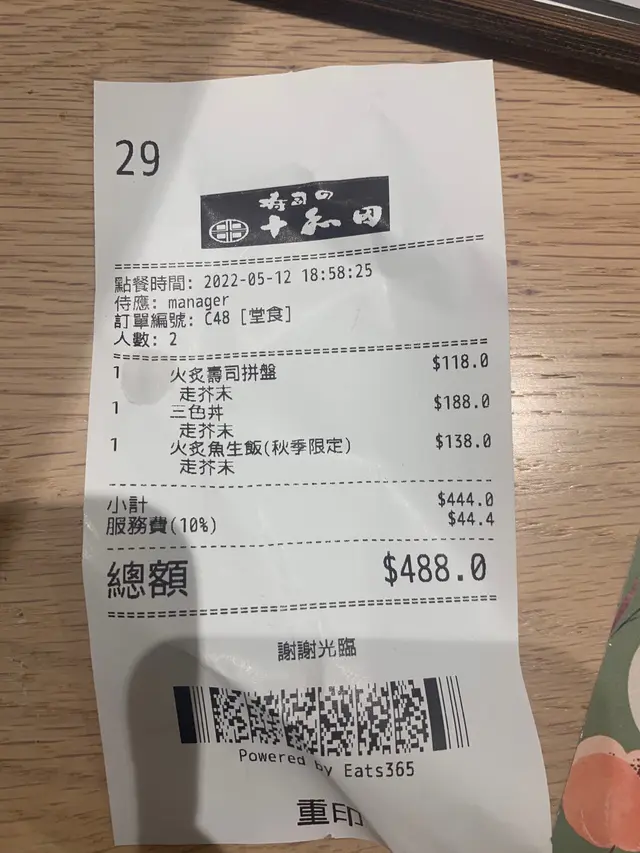 29
寿司の
十和田
點餐時間: 2022-05-12 18:58:25
侍應: manager
訂單編號: C48 [堂食]
人數: 2
1 火炙壽司拼盤 $118.0
走芥末
1 三色丼 $188.0
走芥末
1 火炙魚生飯(秋季限定) $138.0
走芥末
小計 $444.0
服務費(10%) $44.4
總額 $488.0
謝謝光臨
Powered by Eats365
重印